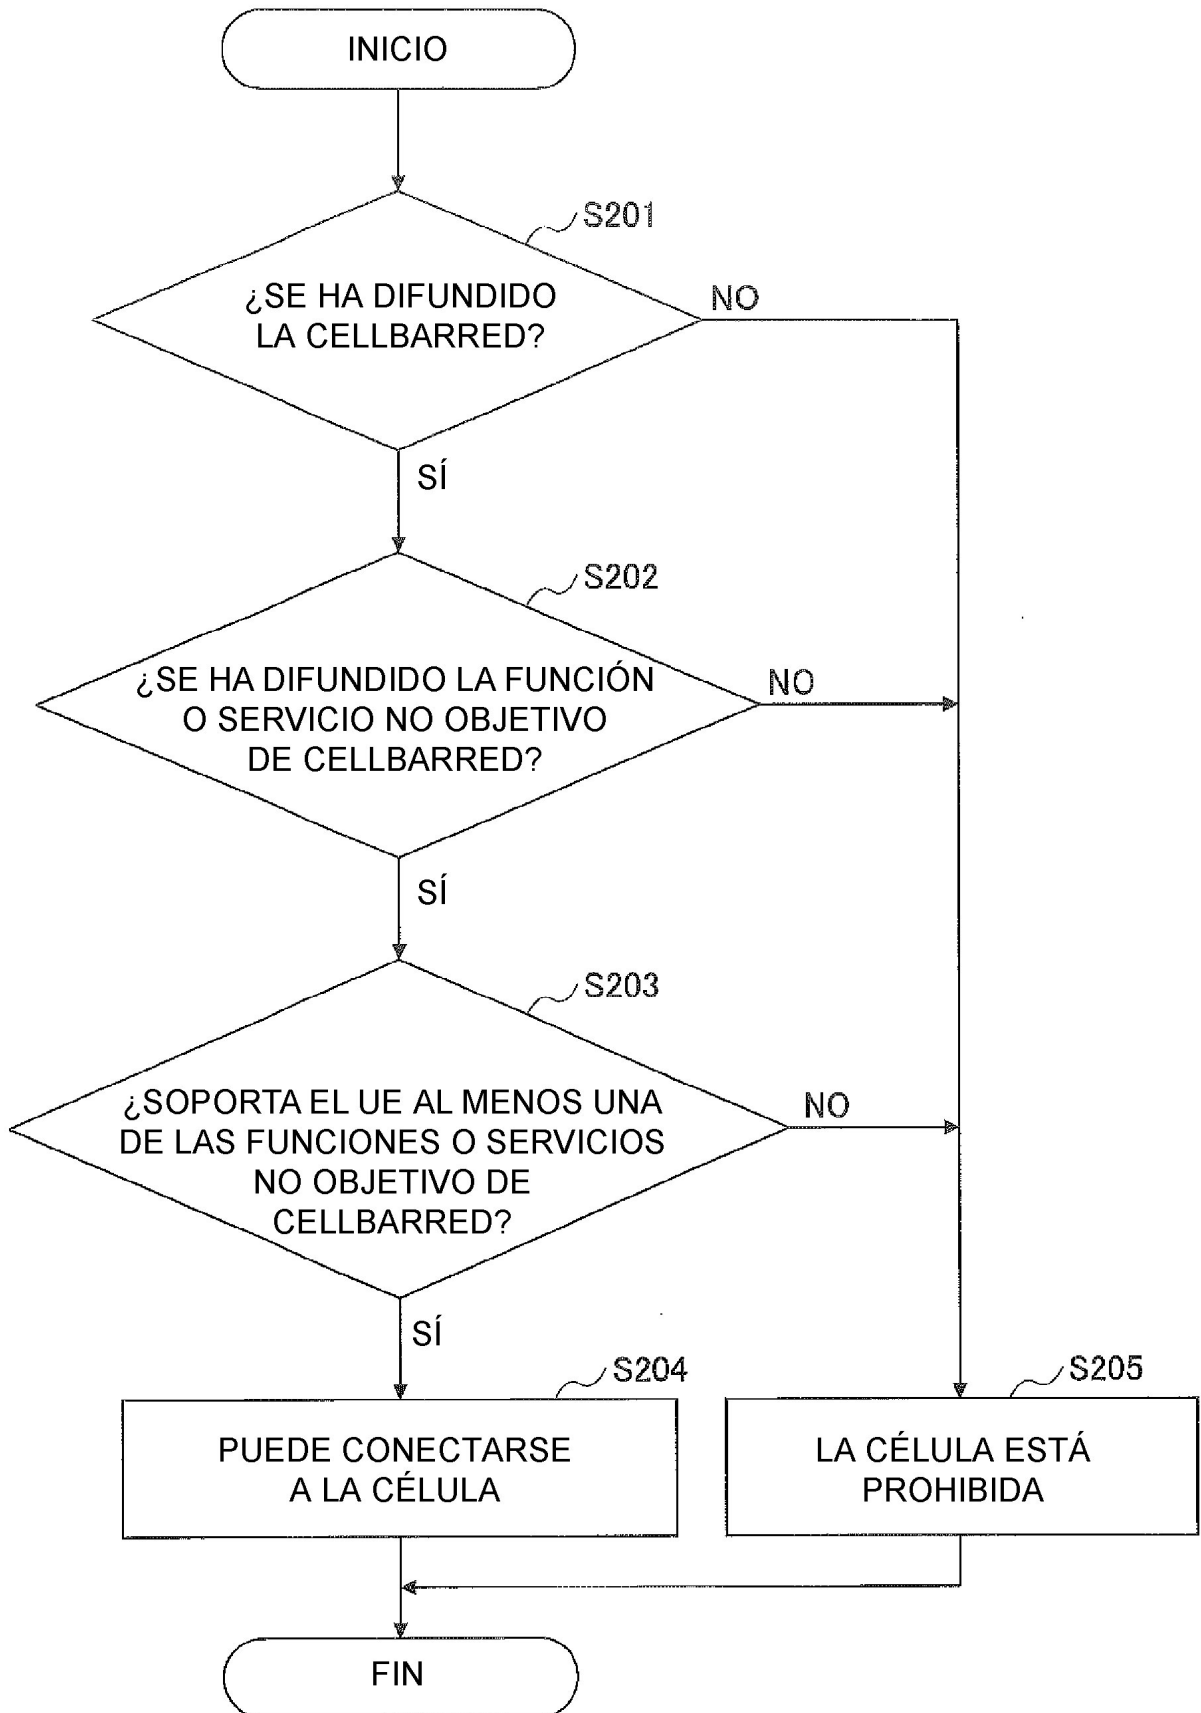 INICIO
S201
¿SE HA DIFUNDIDO
LA CELLBARRED?
NO
SÍ
S202
¿SE HA DIFUNDIDO LA FUNCIÓN
O SERVICIO NO OBJETIVO
DE CELLBARRED?
NO
SÍ
S203
¿SOPORTA EL UE AL MENOS UNA
DE LAS FUNCIONES O SERVICIOS
NO OBJETIVO DE
CELLBARRED?
NO
SÍ
S204
PUEDE CONECTARSE
A LA CÉLULA
S205
LA CÉLULA ESTÁ
PROHIBIDA
FIN